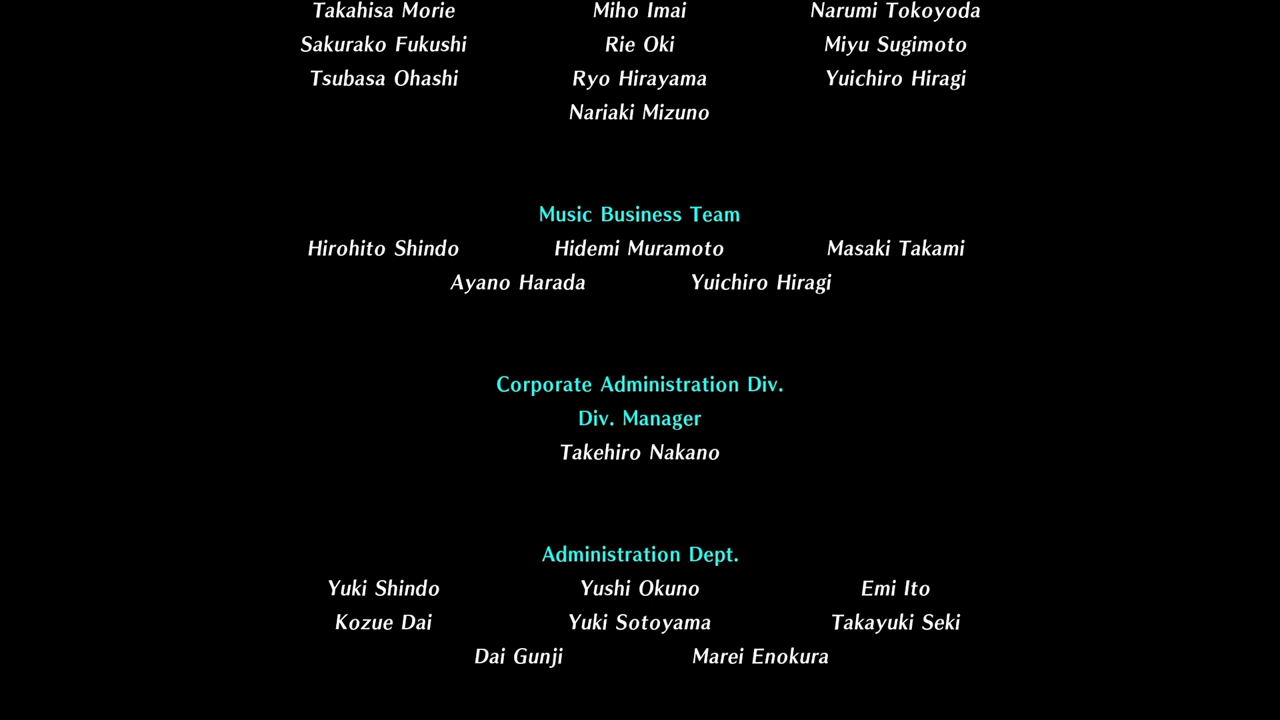 Takahisa Morie Miho Imai Narumi Tokoyoda
Sakurako Fukushi Rie Oki Miyu Sugimoto
Tsubasa Ohashi Ryo Hirayama Yuichiro Hiragi
Nariaki Mizuno
Music Business Team
Hirohito Shindo Hidemi Muramoto Masaki Takami
Ayano Harada Yuichiro Hiragi
Corporate Administration Div.
Div. Manager
Takehiro Nakano
Administration Dept.
Yuki Shindo Yushi Okuno Emi Ito
Kozue Dai Yuki Sotoyama Takayuki Seki
Dai Gunji Marei Enokura